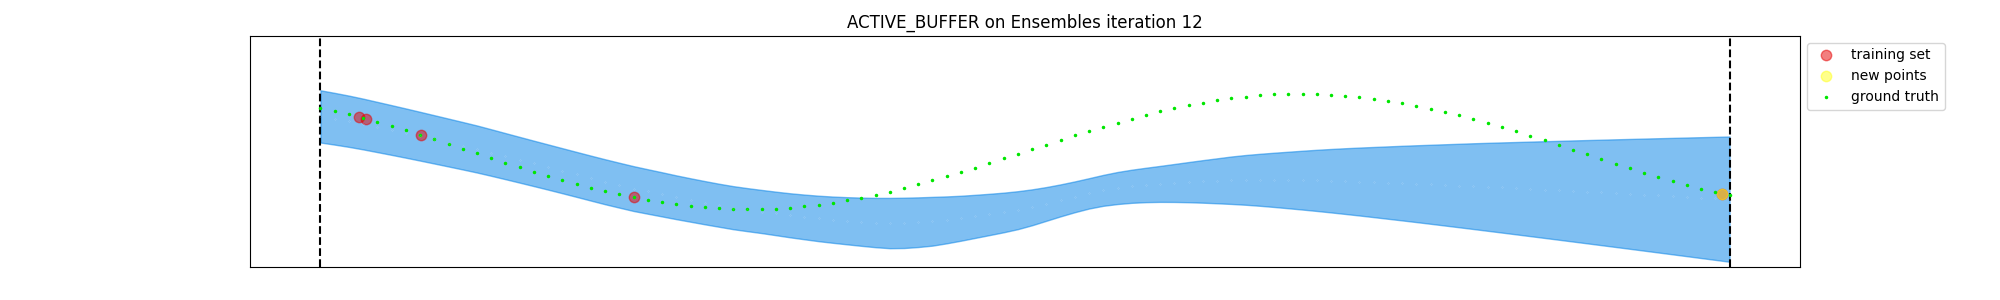 ACTIVE_BUFFER on Ensembles iteration 12
training set
new points
ground truth